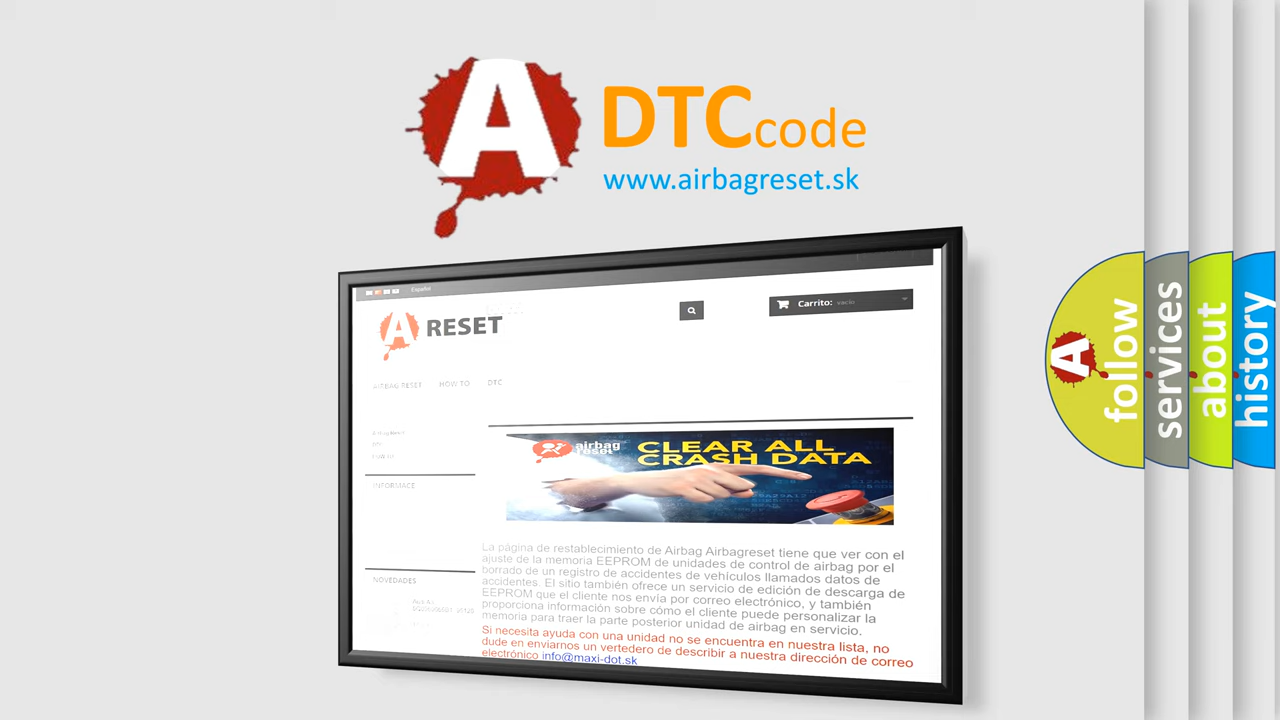 A DTCcode
www.airbagreset.sk
Español
A RESET
Carrito: vacío
AIRBAG RESET HOW TO DTC
INFORMACE
airbag
reset
CLEAR ALL
CRASH DATA
La página de restablecimiento de Airbag Airbagreset tiene que ver con el
ajuste de la memoria EEPROM de unidades de control de airbag por el
borrado de un registro de accidentes de vehículos llamados datos de
accidentes. El sitio también ofrece un servicio de edición de descarga de
EEPROM que el cliente nos envía por correo electrónico, y también
proporciona información sobre cómo el cliente puede personalizar la
memoria para traer la parte posterior unidad de airbag en servicio.
Si necesita ayuda con una unidad no se encuentra en nuestra lista, no
dude en enviarnos un vertedero de describir a nuestra dirección de correo
electrónico info@maxi-dot.sk
NOVEDADES
A follow
services
about
history